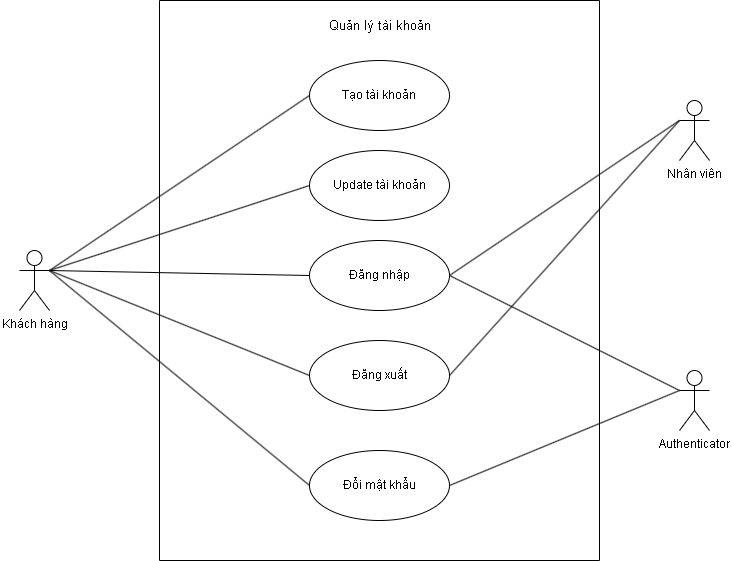 Quản lý tài khoản
Tạo tài khoản
Update tài khoản
Đăng nhập
Đăng xuất
Đổi mật khẩu
Khách hàng
Nhân viên
Authenticator